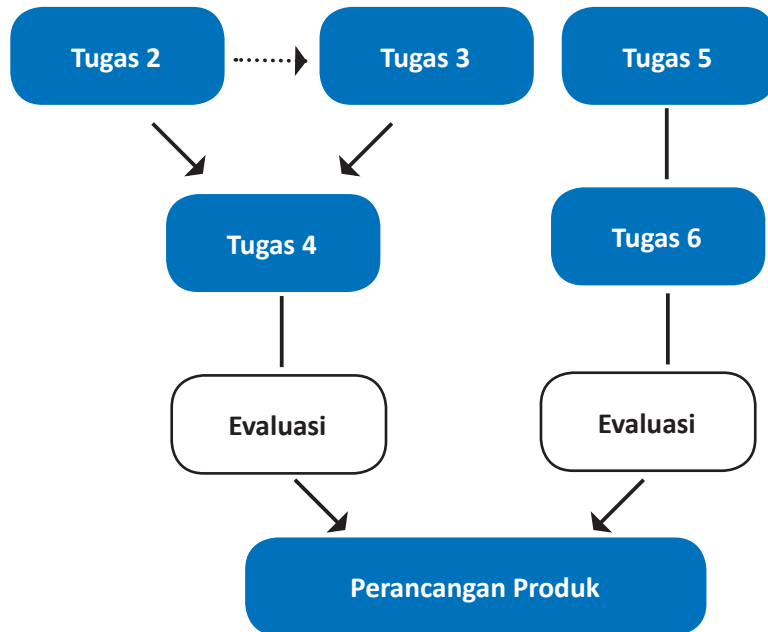 Tugas 2
Tugas 3
Tugas 5
Tugas 4
Tugas 6
Evaluasi
Evaluasi
Perancangan Produk